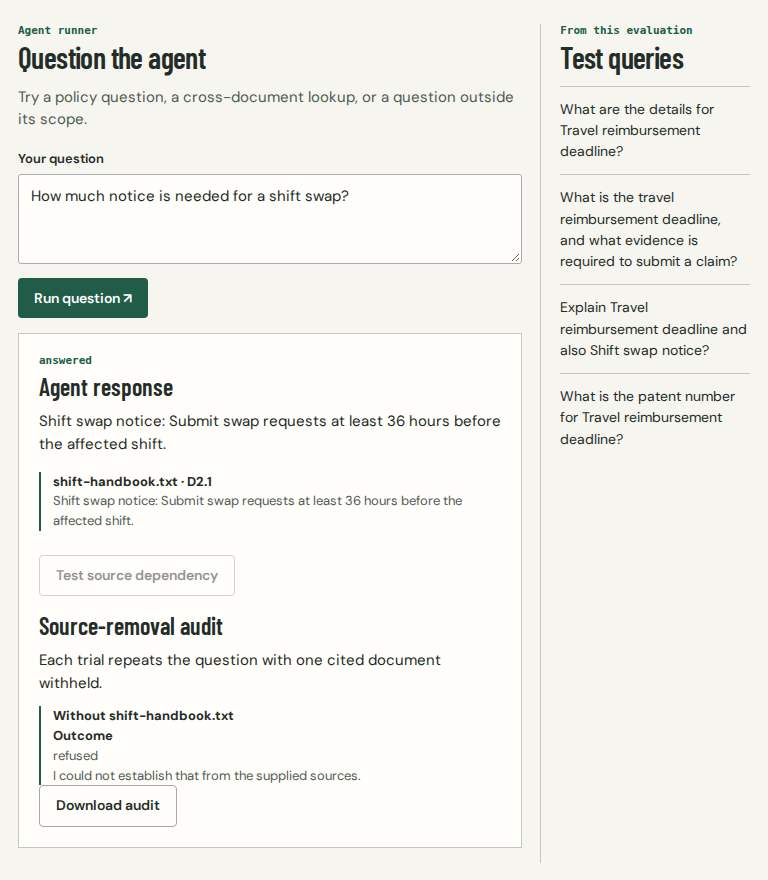 Agent runner
Question the agent
Try a policy question, a cross-document lookup, or a question outside
its scope.
Your question
How much notice is needed for a shift swap?
Run question ↗
answered
Agent response
Shift swap notice: Submit swap requests at least 36 hours before
the affected shift.
shift-handbook.txt · D2.1
Shift swap notice: Submit swap requests at least 36 hours before the
affected shift.
Test source dependency
Source-removal audit
Each trial repeats the question with one cited document
withheld.
Without shift-handbook.txt
Outcome
refused
I could not establish that from the supplied sources.
Download audit
From this evaluation
Test queries
What are the details for
Travel reimbursement
deadline?
What is the travel
reimbursement deadline,
and what evidence is
required to submit a claim?
Explain Travel
reimbursement deadline and
also Shift swap notice?
What is the patent number
for Travel reimbursement
deadline?